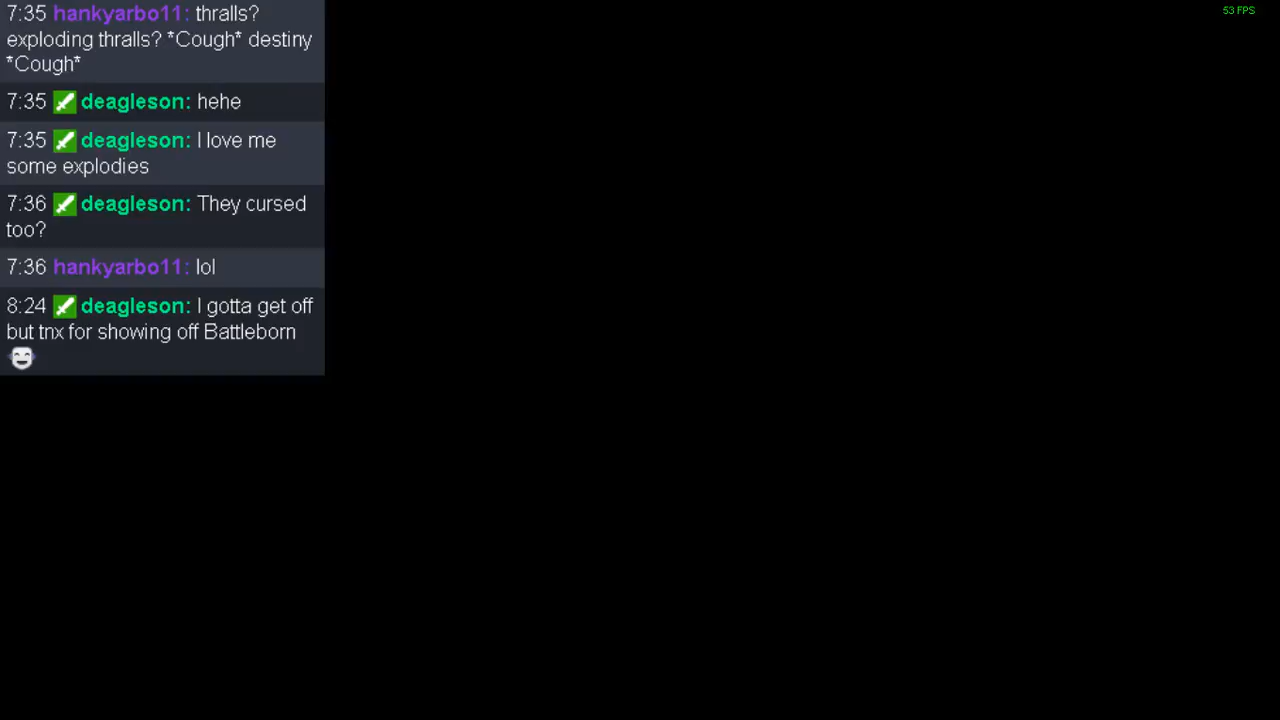 7:35 hankyarbo11: thralls?
exploding thralls? *Cough* destiny
*Cough*
7:35 deagleson: hehe
7:35 deagleson: I love me
some explodies
7:36 deagleson: They cursed
too?
7:36 hankyarbo11: lol
8:24 deagleson: I gotta get off
but tnx for showing off Battleborn
53 FPS